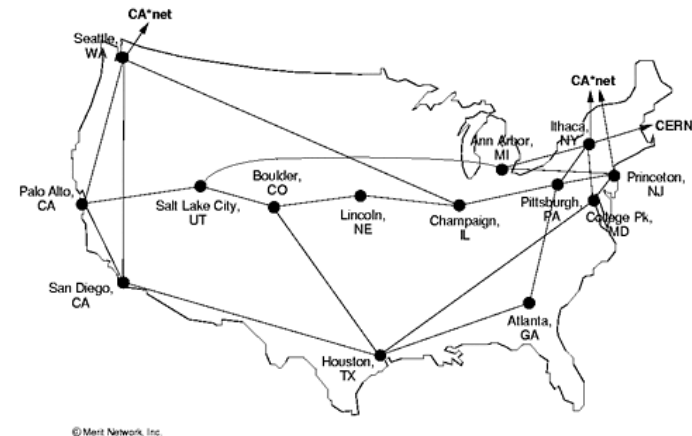 CA*net
Seattle,
WA
CA*net
Ithaca,
NY
CERN
Ann Arbor,
MI
Boulder,
CO
Palo Alto,
CA
Salt Lake City,
UT
Lincoln,
NE
Champaign,
IL
Pittsburgh,
PA
Princeton,
NJ
College Pk,
MD
San Diego,
CA
Atlanta,
GA
Houston,
TX
© Merit Network, Inc.